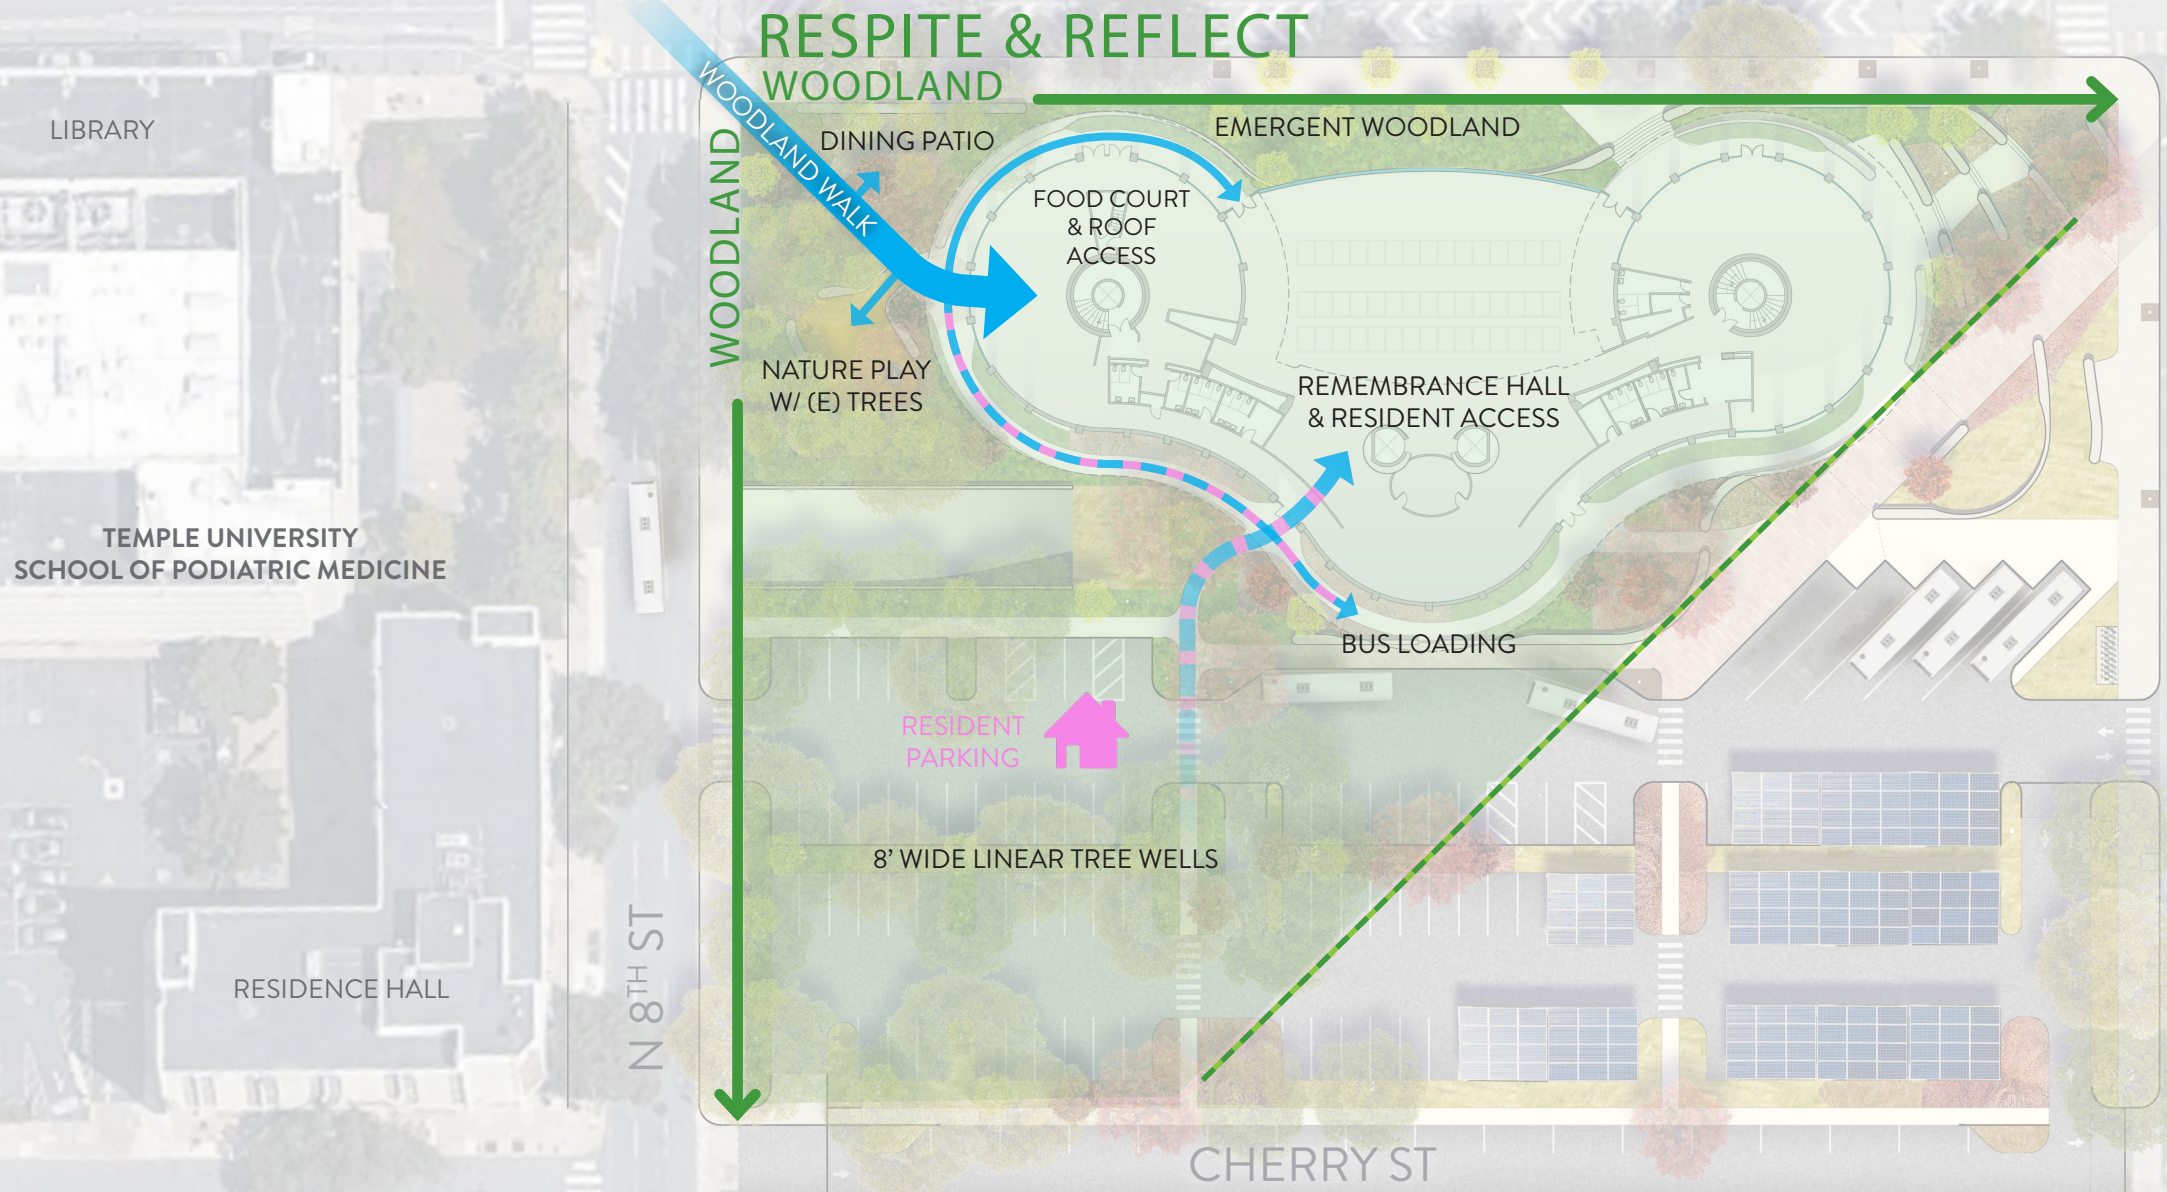 RESPITE & REFLECT
WOODLAND
WOODLAND WALK
LIBRARY
DINING PATIO
EMERGENT WOODLAND
WOODLAND
FOOD COURT
& ROOF
ACCESS
NATURE PLAY
W/ (E) TREES
REMEMBRANCE HALL
& RESIDENT ACCESS
TEMPLE UNIVERSITY
SCHOOL OF PODIATRIC MEDICINE
BUS LOADING
RESIDENT
PARKING
8’ WIDE LINEAR TREE WELLS
N 8TH ST
RESIDENCE HALL
CHERRY ST